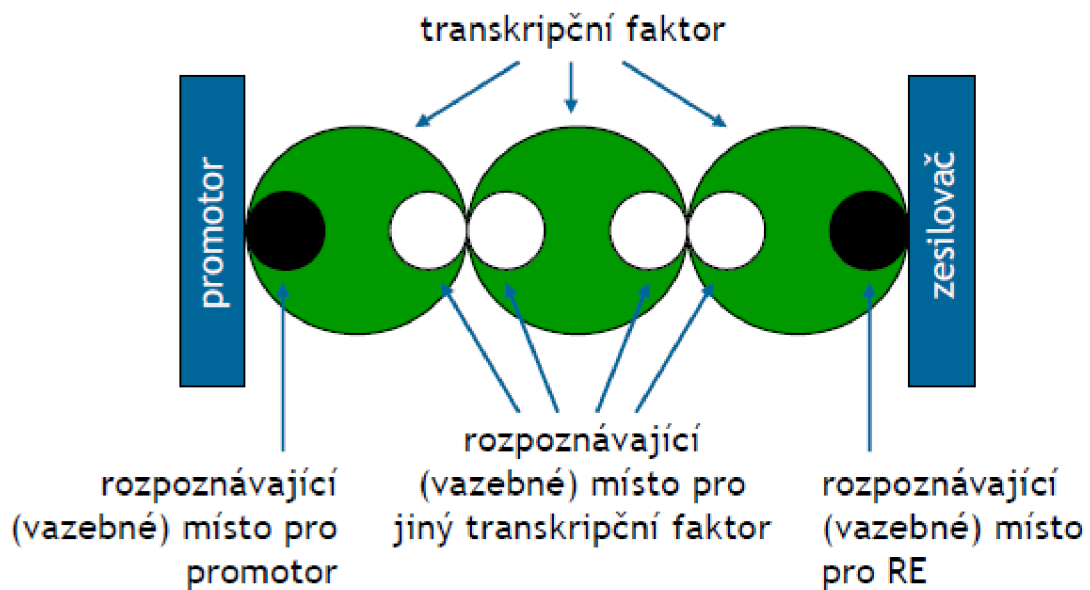 transkripční faktor
promotor
zesilovač
rozpoznávající
(vazebné) místo pro
promotor
rozpoznávající
(vazebné) místo pro
jiný transkripční faktor
rozpoznávající
(vazebné) místo
pro RE